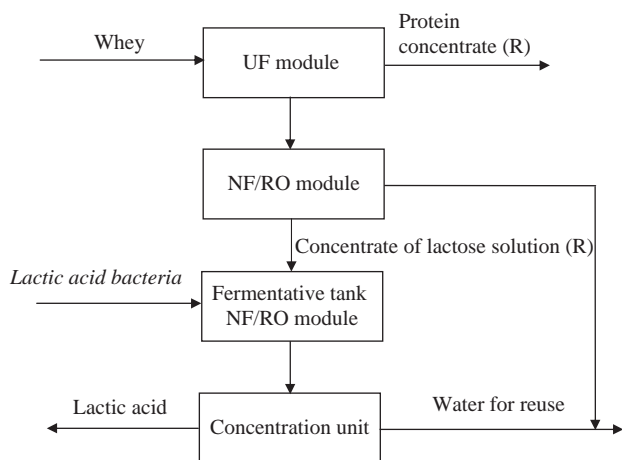 Whey
UF module
Protein
concentrate (R)
NF/RO module
Concentrate of lactose solution (R)
Lactic acid bacteria
Fermentative tank
NF/RO module
Lactic acid
Concentration unit
Water for reuse